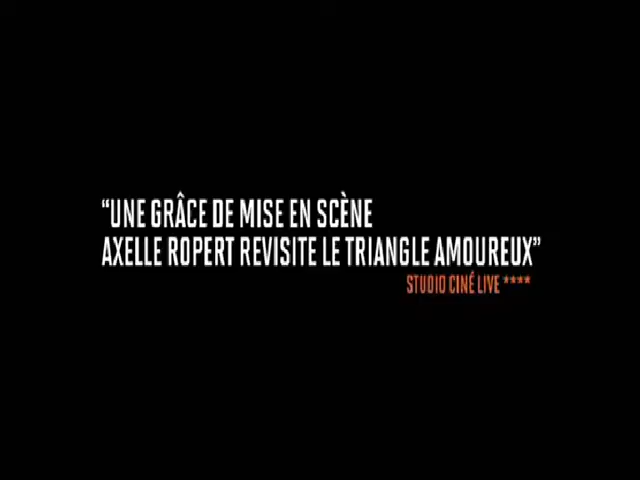 “UNE GRÂCE DE MISE EN SCÈNE
AXELLE ROPERT REVISITE LE TRIANGLE AMOUREUX”
STUDIO CINÉ LIVE ****